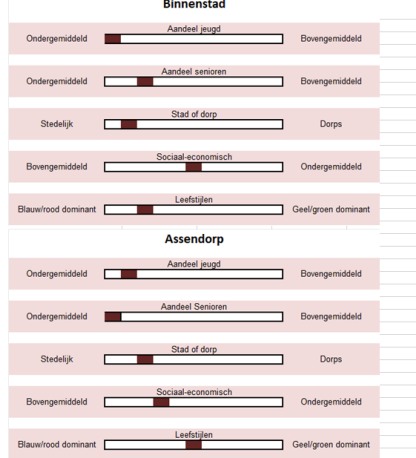 Binnenstad
Aandeel jeugd
Ondergemiddeld Bovengemiddeld
Aandeel senioren
Ondergemiddeld Bovengemiddeld
Stad of dorp
Stedelijk Dorps
Sociaal-economisch
Bovengemiddeld Ondergemiddeld
Leefstijlen
Blauw/rood dominant Geel/groen dominant
Assendorp
Aandeel jeugd
Ondergemiddeld Bovengemiddeld
Aandeel Senioren
Ondergemiddeld Bovengemiddeld
Stad of dorp
Stedelijk Dorps
Sociaal-economisch
Bovengemiddeld Ondergemiddeld
Leefstijlen
Blauw/rood dominant Geel/groen dominant